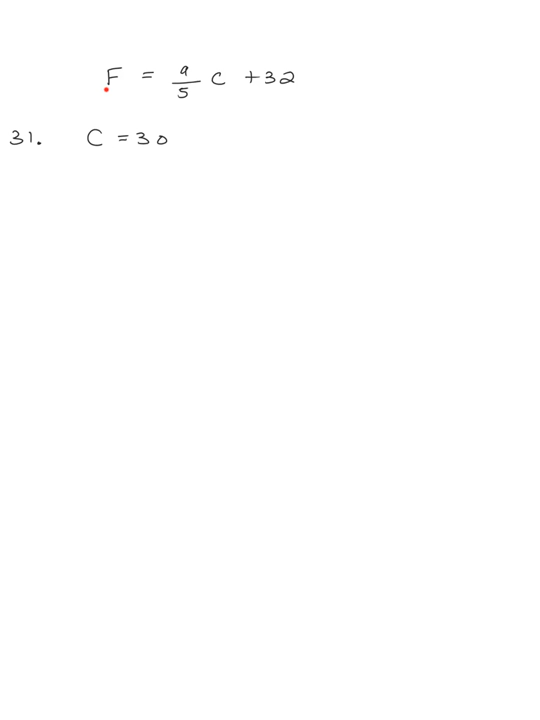 F = 9/5 C + 32
31. C = 30